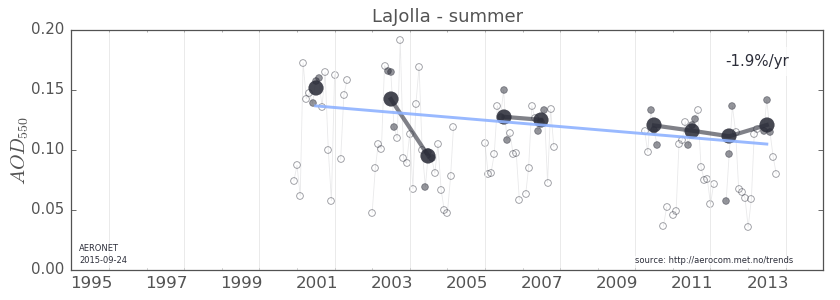 LaJolla - summer
0.20
-1.9%/yr
0.15
0.10
AOD550
0.05
AERONET
2015-09-24
source: http://aerocom.met.no/trends
0.00
1995 1997 1999 2001 2003 2005 2007 2009 2011 2013